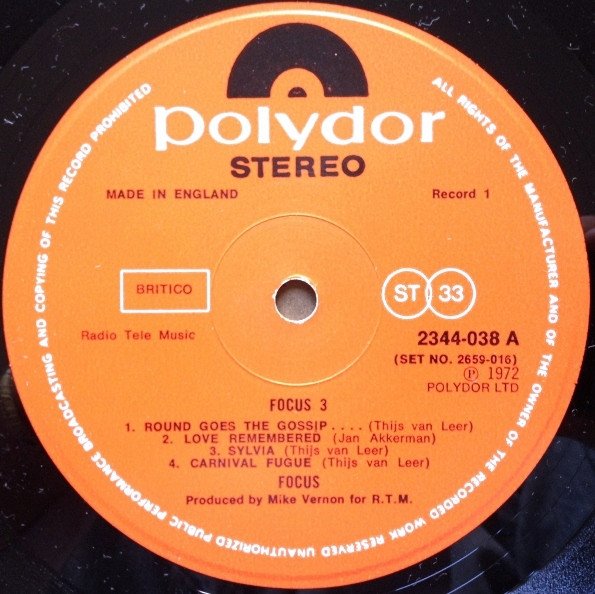 polydor
STEREO
MADE IN ENGLAND
Record 1
BRITICO
ST 33
Radio Tele Music
2344-038 A
(SET NO. 2659-016)
Ⓟ 1972
POLYDOR LTD
FOCUS 3
1. ROUND GOES THE GOSSIP.... (Thijs van Leer)
2. LOVE REMEMBERED (Jan Akkerman)
3. SYLVIA (Thijs van Leer)
4. CARNIVAL FUGUE (Thijs van Leer)
FOCUS
Produced by Mike Vernon for R.T.M.
ALL RIGHTS OF THE MANUFACTURER AND OF THE OWNER OF THE RECORDED WORK RESERVED UNAUTHORIZED PUBLIC PERFORMANCE BROADCASTING AND COPYING OF THIS RECORD PROHIBITED